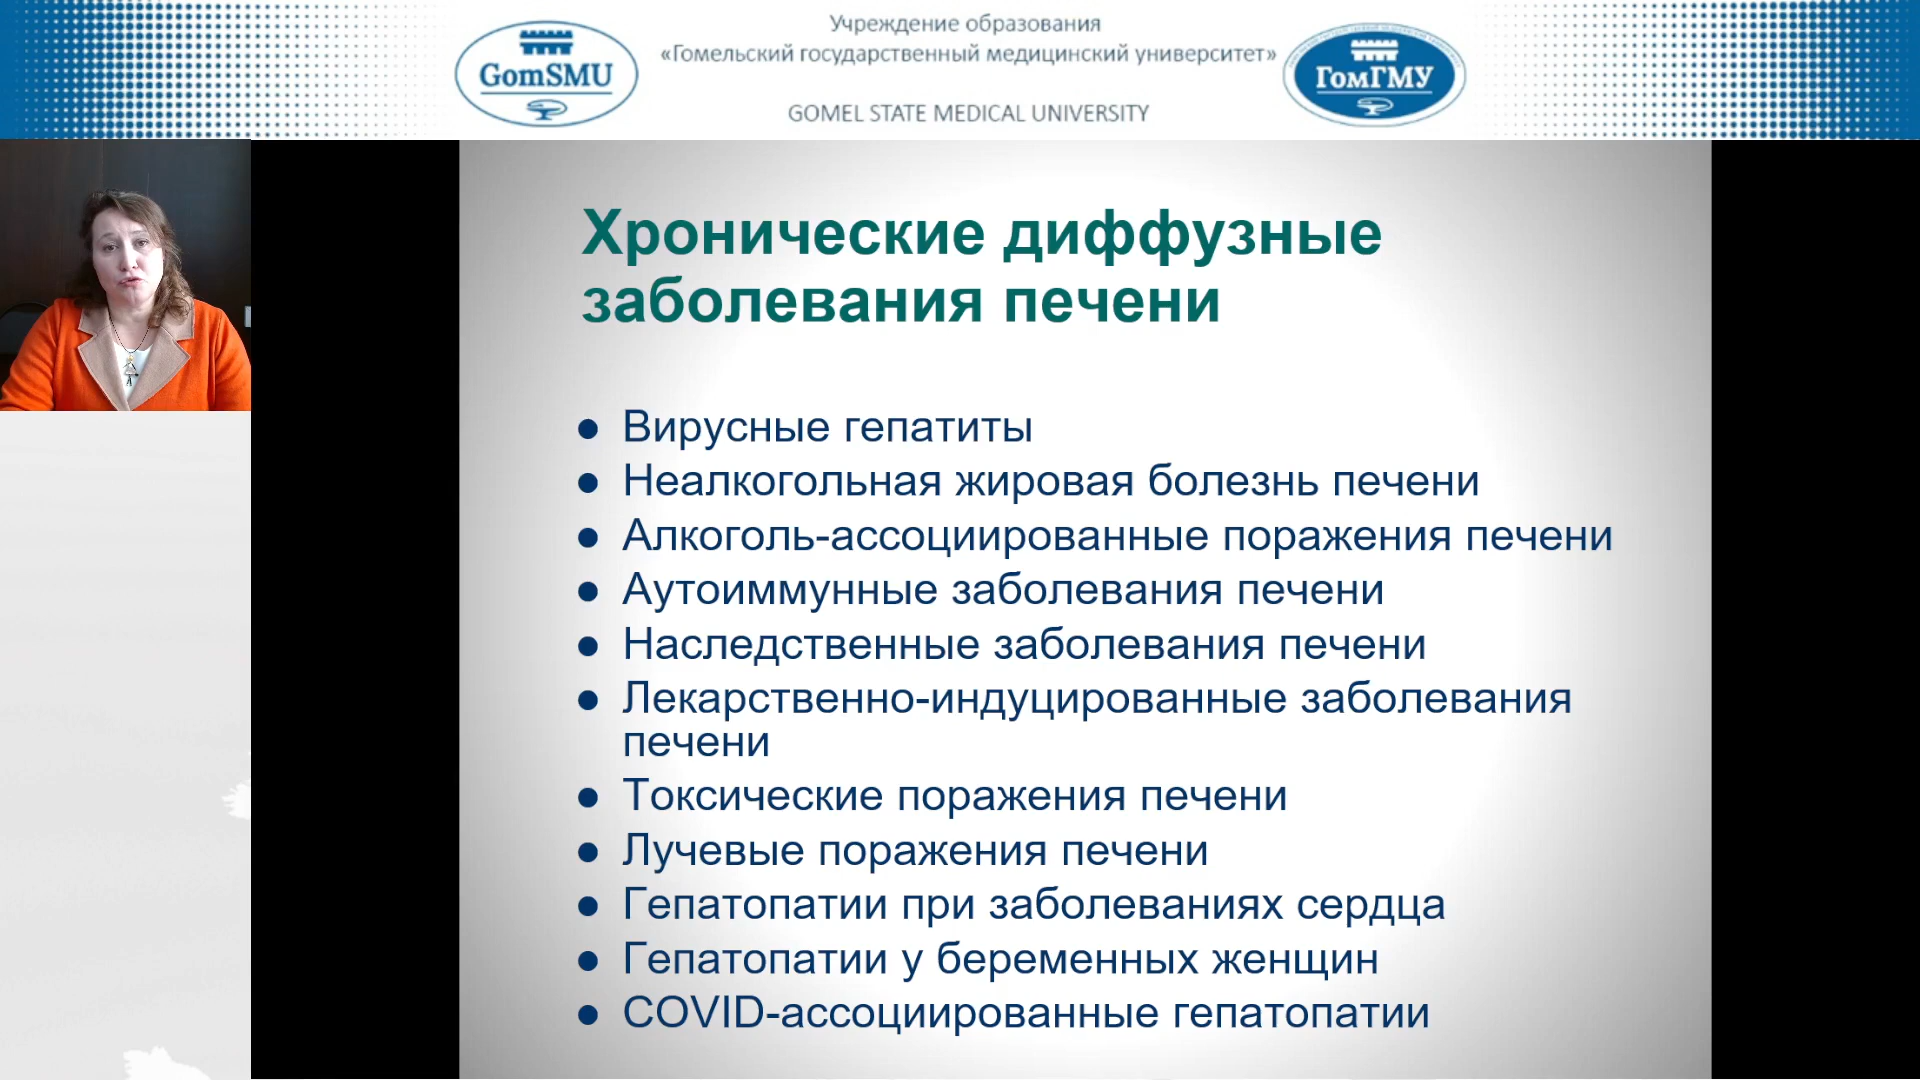 Учреждение образования
«Гомельский государственный медицинский университет»
GOMEL STATE MEDICAL UNIVERSITY
GomSMU
ГомГМУ
Хронические диффузные
заболевания печени
● Вирусные гепатиты
● Неалкогольная жировая болезнь печени
● Алкоголь-ассоциированные поражения печени
● Аутоиммунные заболевания печени
● Наследственные заболевания печени
● Лекарственно-индуцированные заболевания
печени
● Токсические поражения печени
● Лучевые поражения печени
● Гепатопатии при заболеваниях сердца
● Гепатопатии у беременных женщин
● COVID-ассоциированные гепатопатии